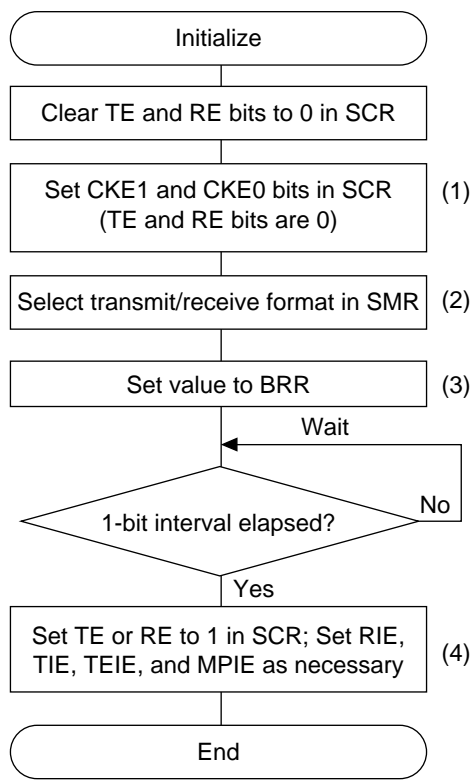 Initialize
Clear TE and RE bits to 0 in SCR
Set CKE1 and CKE0 bits in SCR
(TE and RE bits are 0)
(1)
Select transmit/receive format in SMR
(2)
Set value to BRR
(3)
Wait
1-bit interval elapsed?
No
Yes
Set TE or RE to 1 in SCR; Set RIE,
TIE, TEIE, and MPIE as necessary
(4)
End